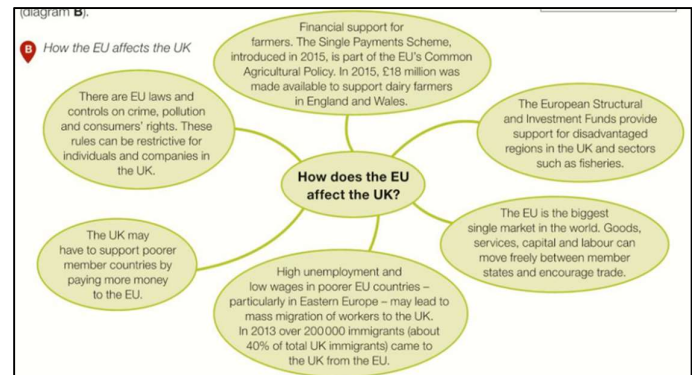 (diagram B).
B How the EU affects the UK
Financial support for
farmers. The Single Payments Scheme,
introduced in 2015, is part of the EU's Common
Agricultural Policy. In 2015, £18 million was
made available to support dairy farmers
in England and Wales.
There are EU laws and
controls on crime, pollution
and consumers' rights. These
rules can be restrictive for
individuals and companies in
the UK.
The European Structural
and Investment Funds provide
support for disadvantaged
regions in the UK and sectors
such as fisheries.
How does the EU
affect the UK?
The UK may
have to support poorer
member countries by
paying more money
to the EU.
The EU is the biggest
single market in the world. Goods,
services, capital and labour can
move freely between member
states and encourage trade.
High unemployment and
low wages in poorer EU countries –
particularly in Eastern Europe – may lead to
mass migration of workers to the UK.
In 2013 over 200 000 immigrants (about
40% of total UK immigrants) came to
the UK from the EU.